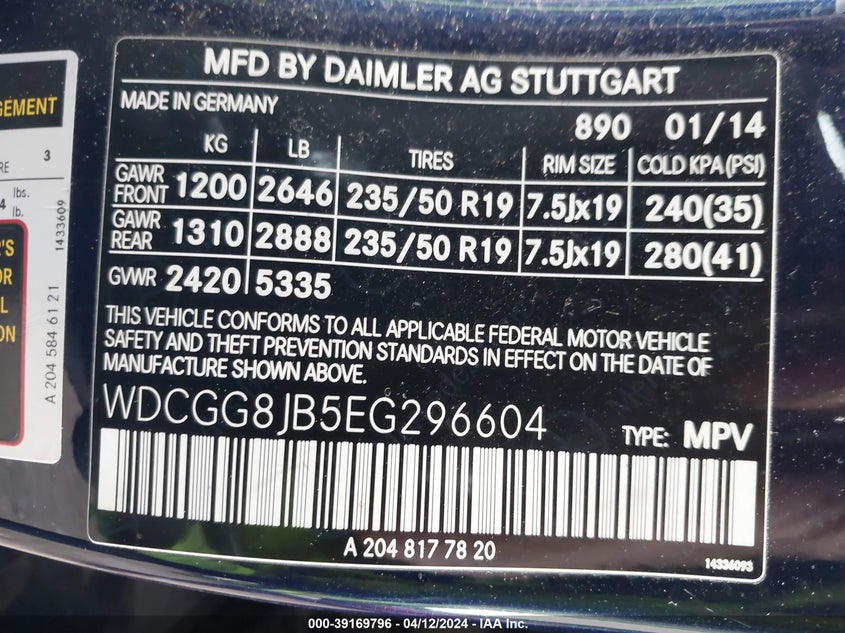 MFD BY DAIMLER AG STUTTGART
MADE IN GERMANY
890 01/14
KG LB TIRES RIM SIZE COLD KPA(PSI)
GAWR FRONT 1200 2646 235/50 R19 7.5Jx19 240(35)
GAWR REAR 1310 2888 235/50 R19 7.5Jx19 280(41)
GVWR 2420 5335
THIS VEHICLE CONFORMS TO ALL APPLICABLE FEDERAL MOTOR VEHICLE
SAFETY AND THEFT PREVENTION STANDARDS IN EFFECT ON THE DATE OF
MANUFACTURE SHOWN ABOVE.
WDCGG8JB5EG296604
TYPE: MPV
A 204 817 78 20
14336093
GEMENT
RE 3
4 lbs.
lb.
'S
OR
L
ON
1433609
A 204 584 61 21
000-39169796 - 04/12/2024 - IAA Inc.